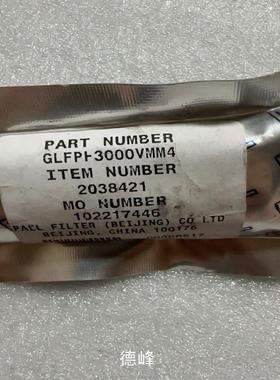 PART NUMBER
GLFPF3000VMM4
ITEM NUMBER
2038421
MO NUMBER
102217446
PALL FILTER (BEIJING) CO LTD
BEIJING, CHINA 100176
德峰